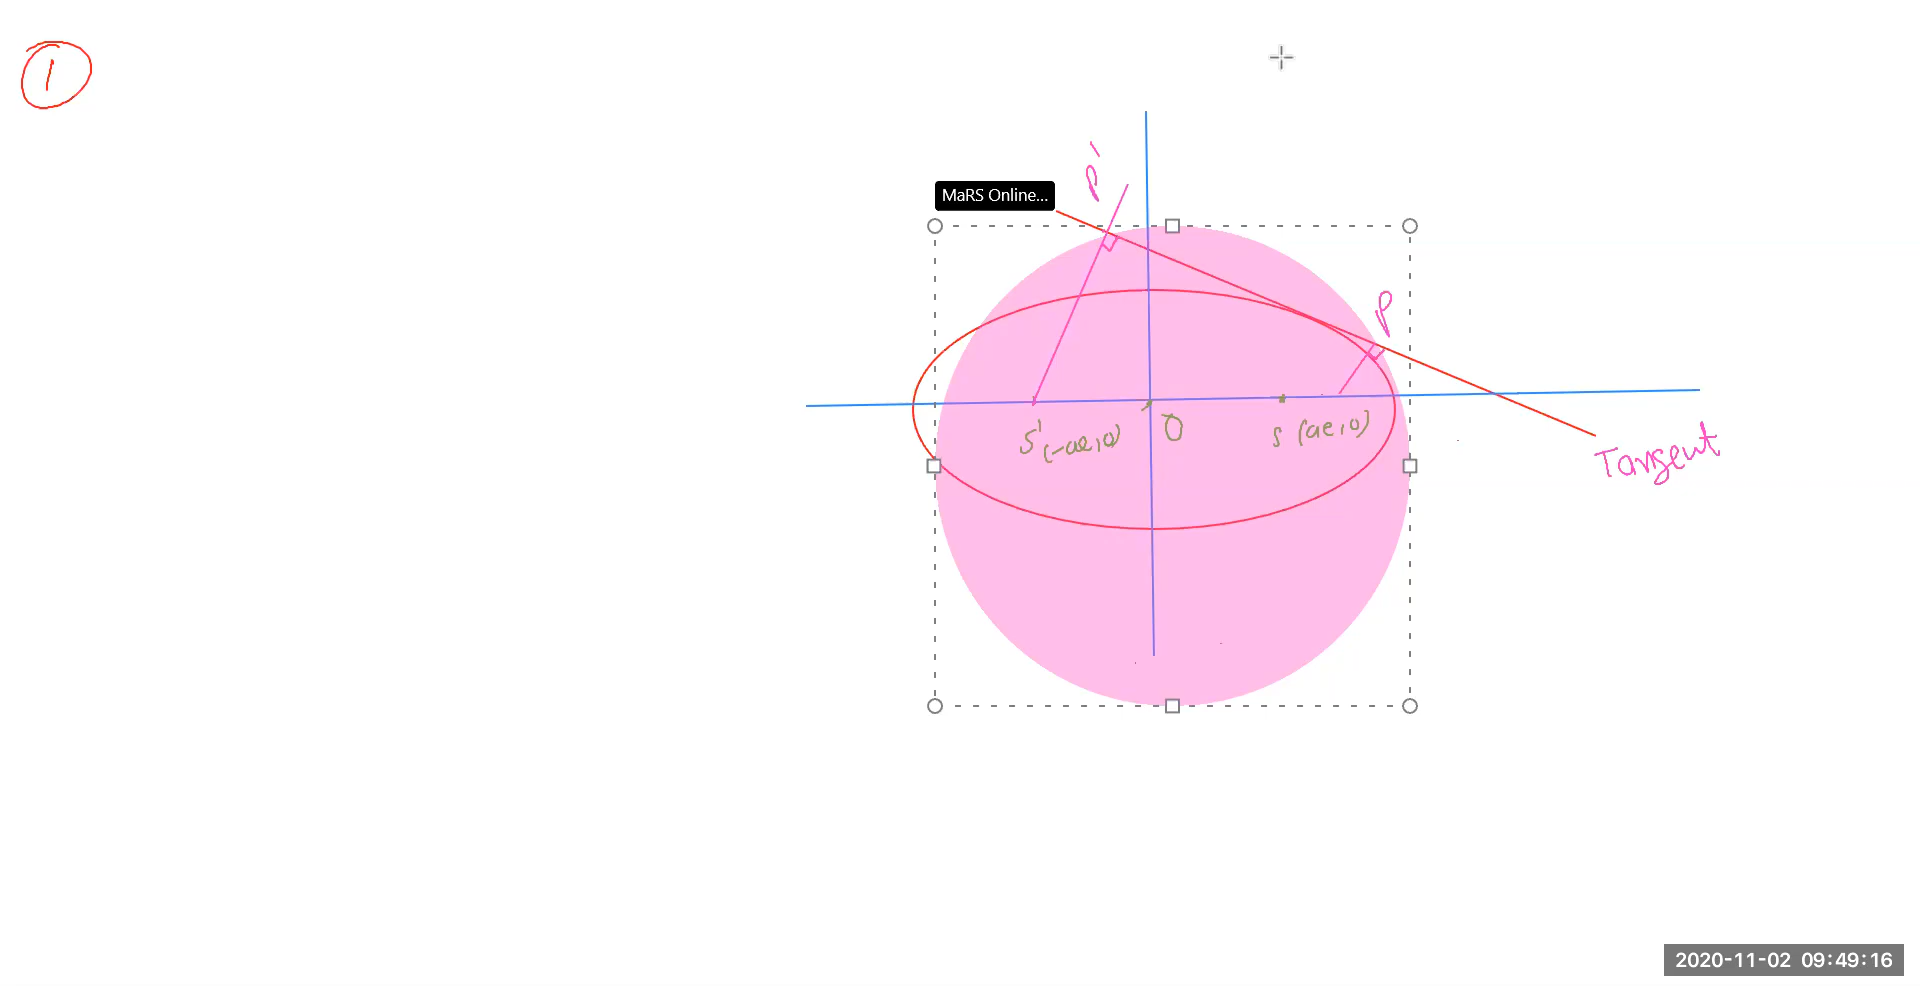 1
P'
MaRS Online...
P
S'(-ae,0)
O
S (ae,0)
Tangent
2020-11-02 09:49:16